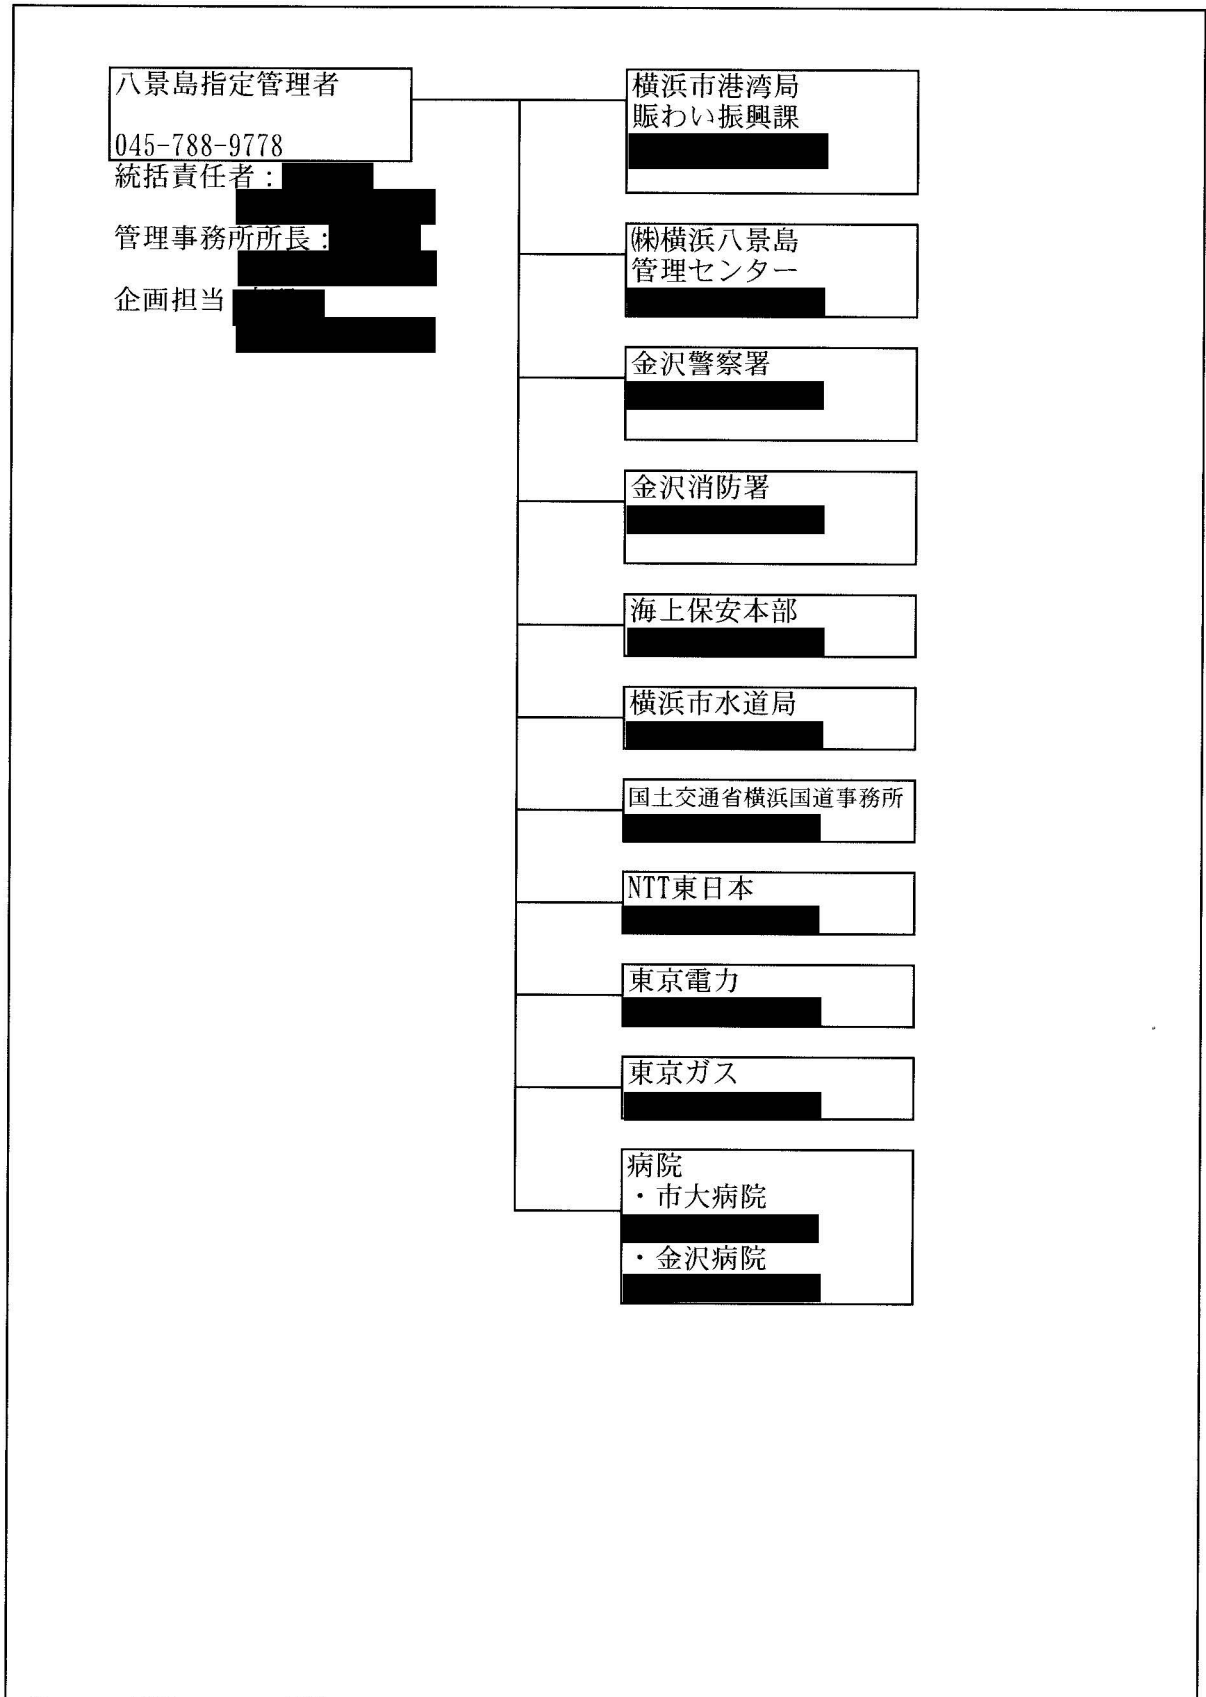 八景島指定管理者
045-788-9778
統括責任者：
管理事務所所長：
企画担当
横浜市港湾局
賑わい振興課
㈱横浜八景島
管理センター
金沢警察署
金沢消防署
海上保安本部
横浜市水道局
国土交通省横浜国道事務所
NTT東日本
東京電力
東京ガス
病院
・市大病院
・金沢病院